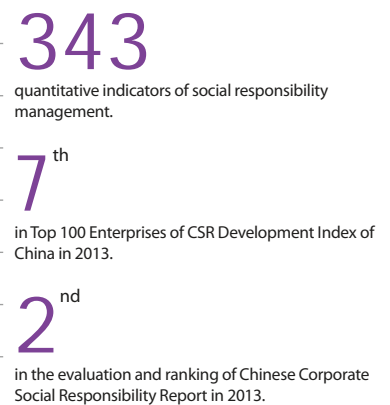 343
quantitative indicators of social responsibility
management.
7th
in Top 100 Enterprises of CSR Development Index of
China in 2013.
2nd
in the evaluation and ranking of Chinese Corporate
Social Responsibility Report in 2013.